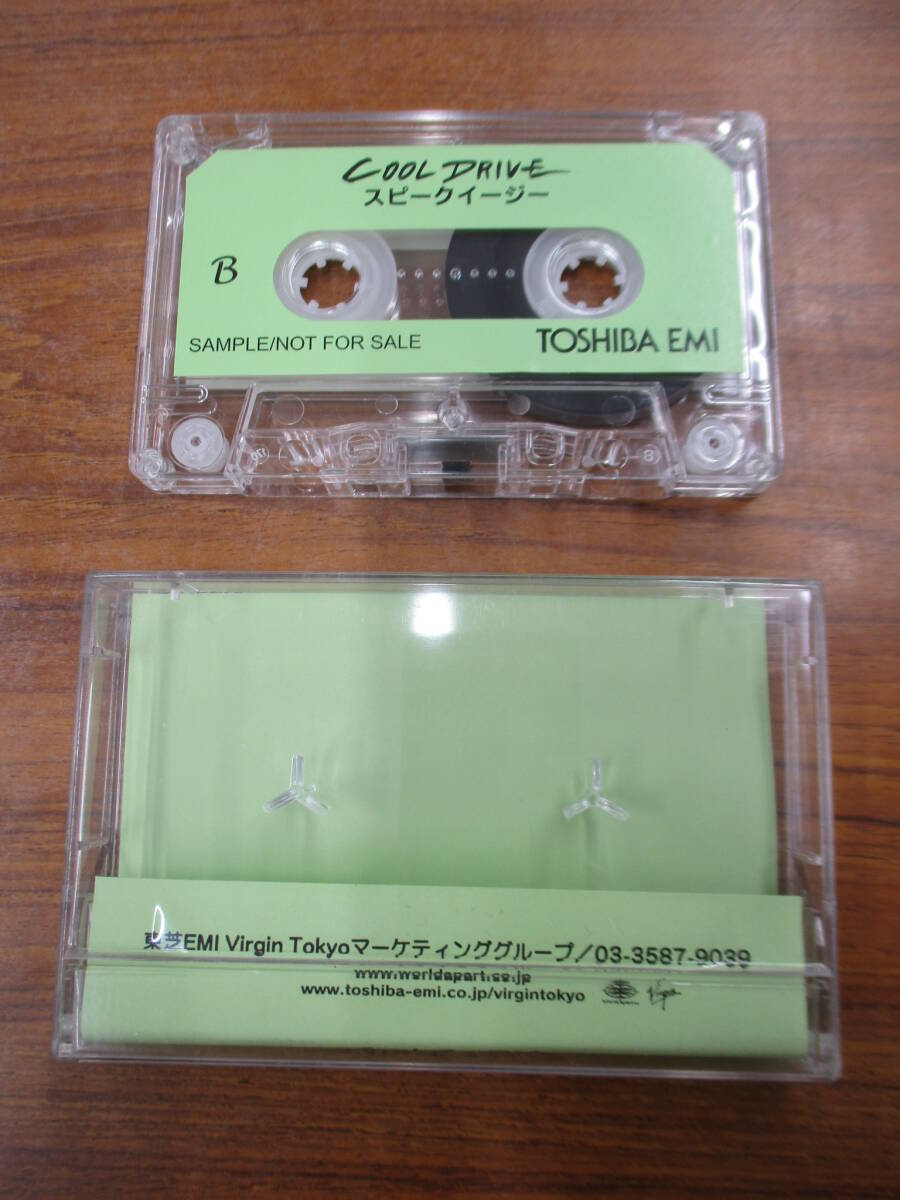 COOL DRIVE
スピークイージー
B
SAMPLE/NOT FOR SALE
TOSHIBA EMI
東芝EMI Virgin Tokyoマーケティンググループ/03-3587-9039
www.worldapart.co.jp
www.toshiba-emi.co.jp/virgintokyo
Virgin